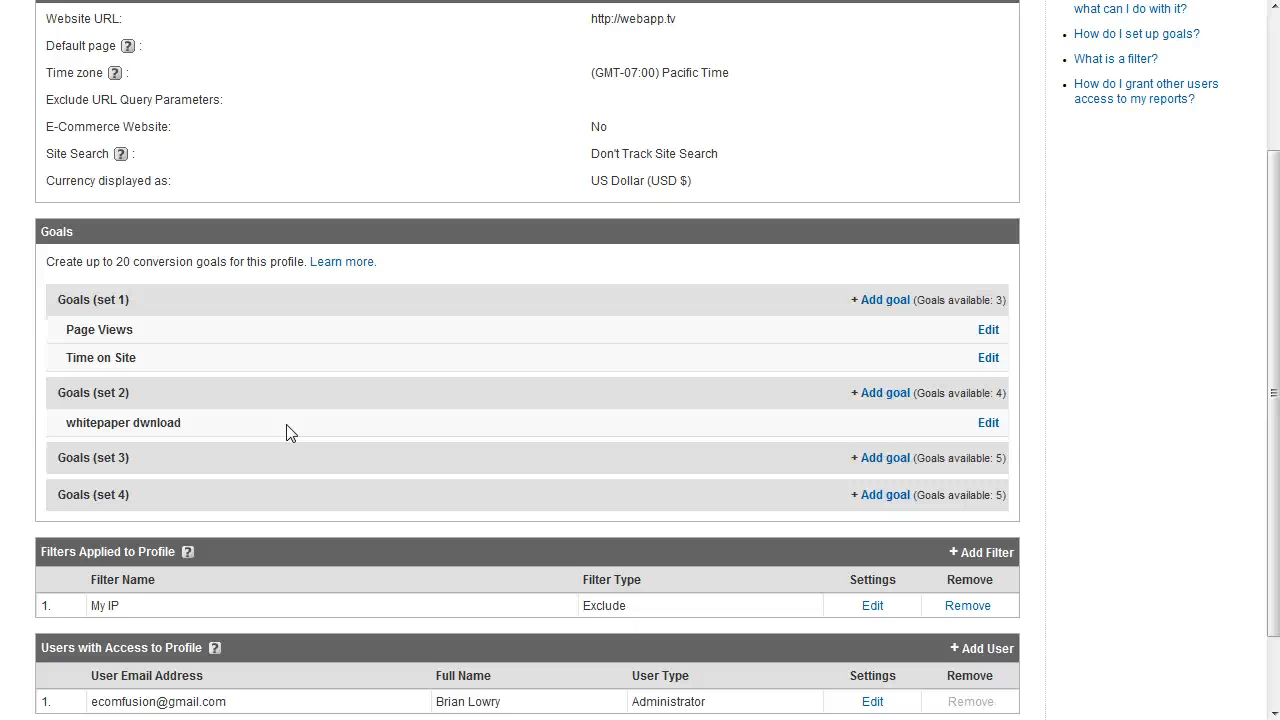 Website URL: http://webapp.tv
Default page ? :
Time zone ? : (GMT-07:00) Pacific Time
Exclude URL Query Parameters:
E-Commerce Website: No
Site Search ? : Don't Track Site Search
Currency displayed as: US Dollar (USD $)
what can I do with it?
How do I set up goals?
What is a filter?
How do I grant other users
access to my reports?
Goals
Create up to 20 conversion goals for this profile. Learn more.
Goals (set 1) + Add goal (Goals available: 3)
Page Views Edit
Time on Site Edit
Goals (set 2) + Add goal (Goals available: 4)
whitepaper dwnload Edit
Goals (set 3) + Add goal (Goals available: 5)
Goals (set 4) + Add goal (Goals available: 5)
Filters Applied to Profile ? + Add Filter
Filter Name Filter Type Settings Remove
1. My IP Exclude Edit Remove
Users with Access to Profile ? + Add User
User Email Address Full Name User Type Settings Remove
1. ecomfusion@gmail.com Brian Lowry Administrator Edit Remove